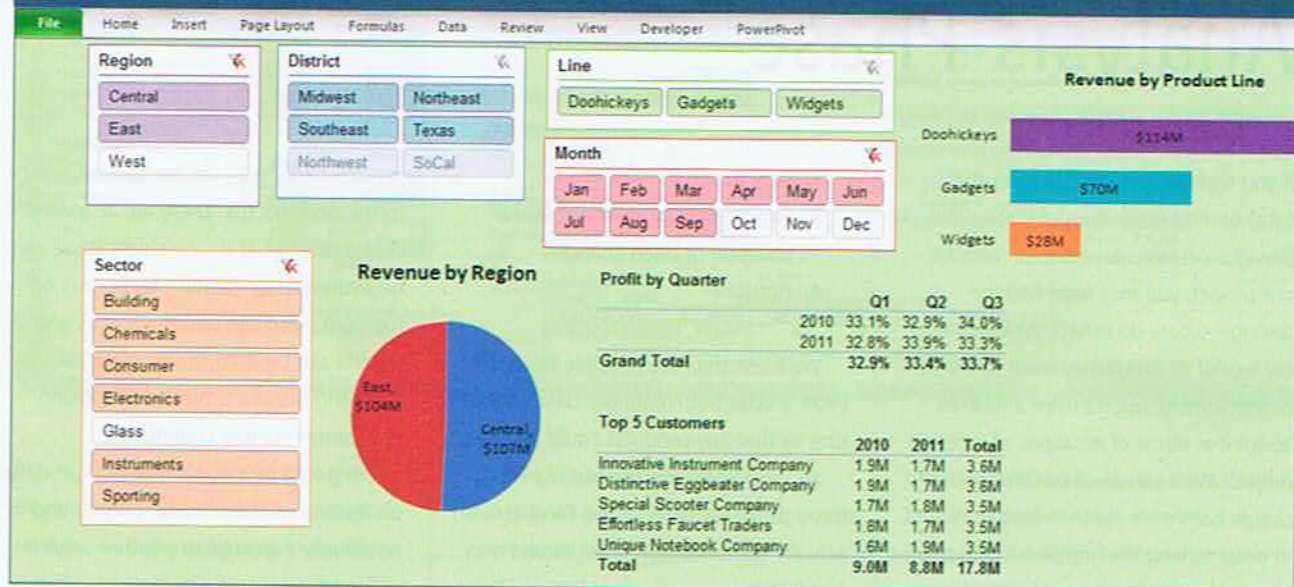 File Home Insert Page Layout Formulas Data Review View Developer PowerPivot
Region
Central
East
West
District
Midwest Northeast
Southeast Texas
Northwest SoCal
Line
Doohickeys Gadgets Widgets
Month
Jan Feb Mar Apr May Jun
Jul Aug Sep Oct Nov Dec
Revenue by Product Line
Doohickeys $114M
Gadgets $70M
Widgets $28M
Sector
Building
Chemicals
Consumer
Electronics
Glass
Instruments
Sporting
Revenue by Region
East,
$104M
Central,
$107M
Profit by Quarter
Q1 Q2 Q3
2010 33.1% 32.9% 34.0%
2011 32.8% 33.9% 33.3%
Grand Total 32.9% 33.4% 33.7%
Top 5 Customers
2010 2011 Total
Innovative Instrument Company 1.9M 1.7M 3.6M
Distinctive Eggbeater Company 1.9M 1.7M 3.6M
Special Scooter Company 1.7M 1.8M 3.5M
Effortless Faucet Traders 1.8M 1.7M 3.5M
Unique Notebook Company 1.6M 1.9M 3.5M
Total 9.0M 8.8M 17.8M